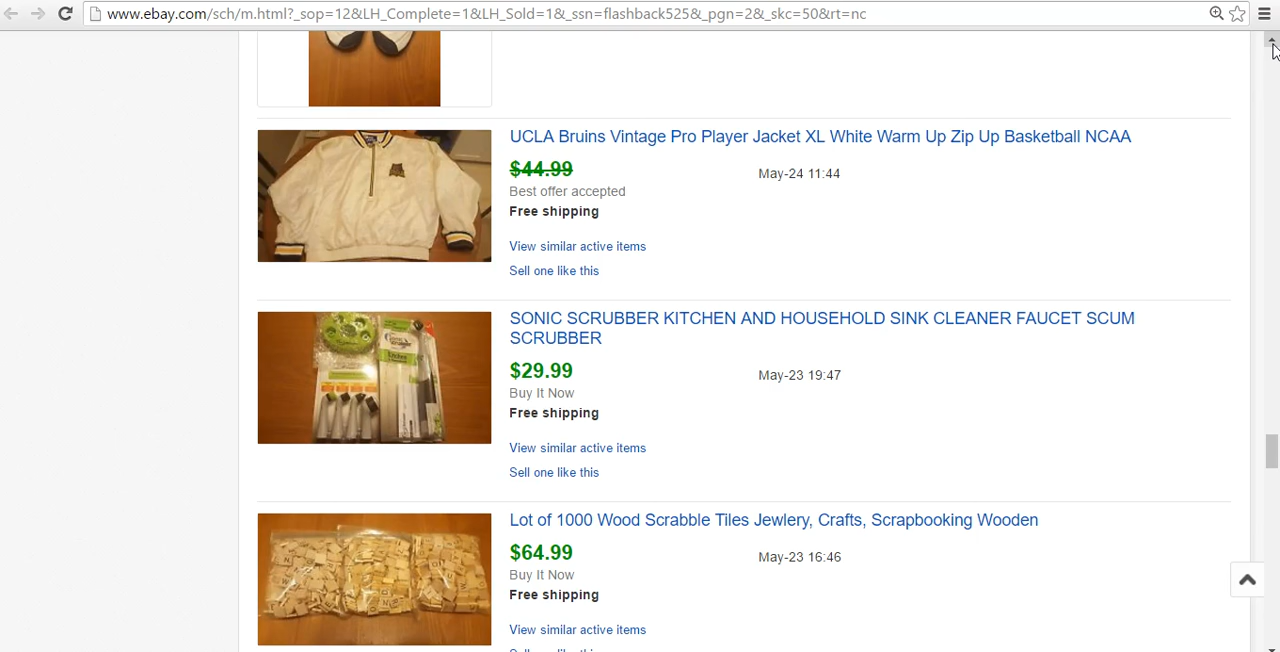 www.ebay.com/sch/m.html?_sop=12&LH_Complete=1&LH_Sold=1&_ssn=flashback525&_pgn=2&_skc=50&rt=nc
UCLA Bruins Vintage Pro Player Jacket XL White Warm Up Zip Up Basketball NCAA
$44.99
May-24 11:44
Best offer accepted
Free shipping
View similar active items
Sell one like this
SONIC SCRUBBER KITCHEN AND HOUSEHOLD SINK CLEANER FAUCET SCUM
SCRUBBER
$29.99
May-23 19:47
Buy It Now
Free shipping
View similar active items
Sell one like this
Lot of 1000 Wood Scrabble Tiles Jewlery, Crafts, Scrapbooking Wooden
$64.99
May-23 16:46
Buy It Now
Free shipping
View similar active items